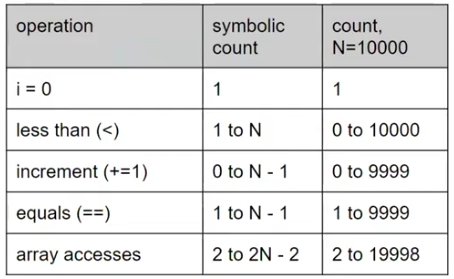 operation symbolic count, 
count N=10000
i = 0 1 1
less than (<) 1 to N 0 to 10000
increment (+=1) 0 to N - 1 0 to 9999
equals (==) 1 to N - 1 1 to 9999
array accesses 2 to 2N - 2 2 to 19998